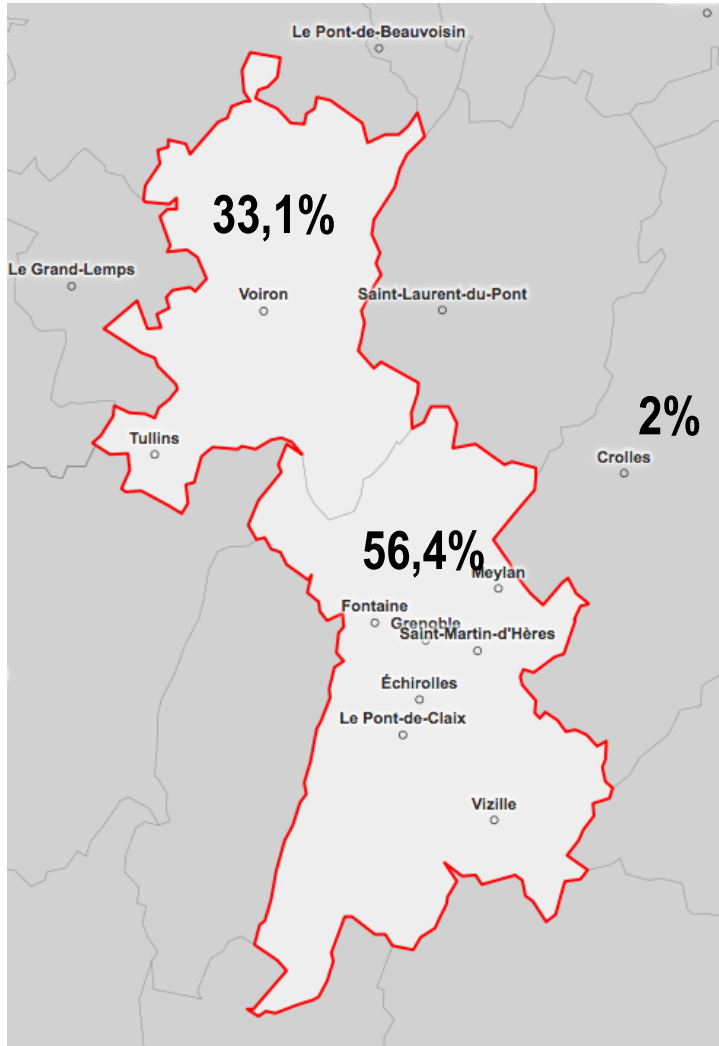 Le Pont-de-Beauvoisin
33,1%
Le Grand-Lemps
Voiron
Saint-Laurent-du-Pont
2%
Tullins
Crolles
56,4%
Meylan
Fontaine
Grenoble
Saint-Martin-d'Hères
Échirolles
Le Pont-de-Claix
Vizille